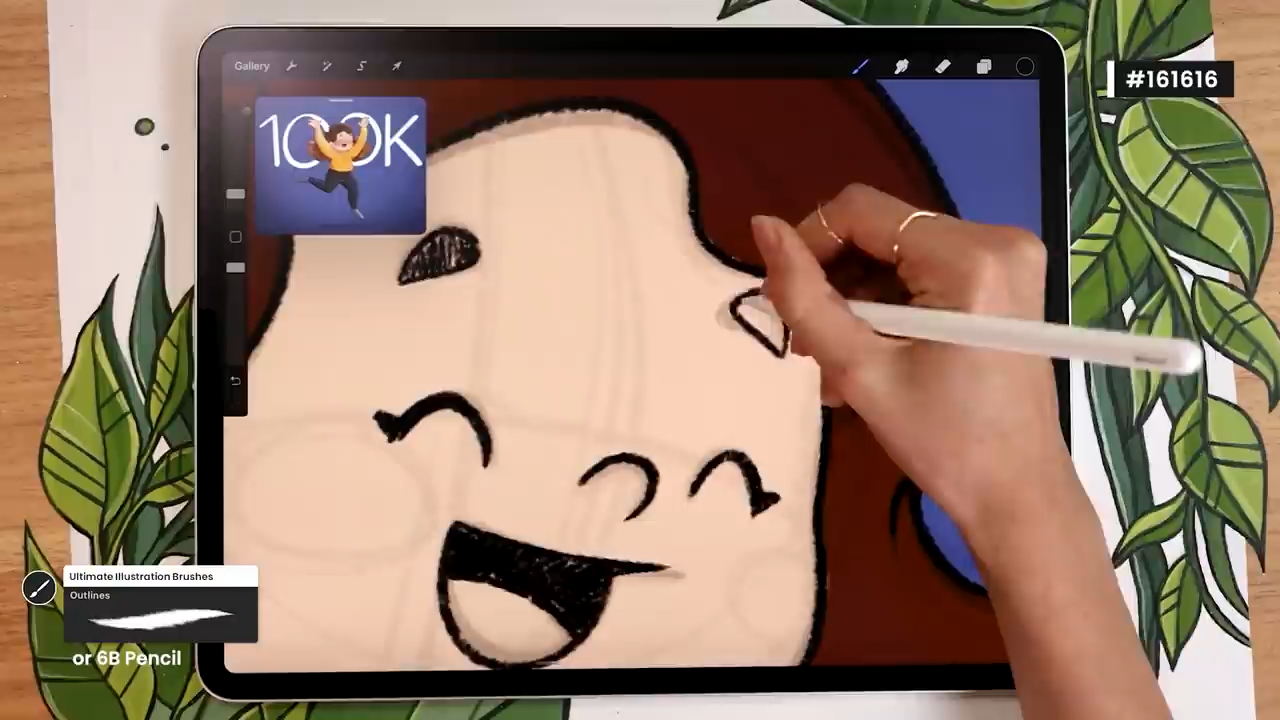 Gallery
#161616
100K
Ultimate Illustration Brushes
Outlines
or 6B Pencil